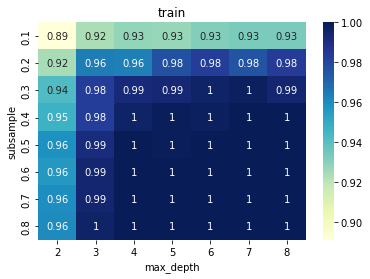 train
0.1 0.89 0.92 0.93 0.93 0.93 0.93 0.93
0.2 0.92 0.96 0.96 0.98 0.98 0.98 0.98
0.3 0.94 0.98 0.99 0.99 1 1 0.99
0.4 0.95 0.98 1 1 1 1 1
0.5 0.96 0.99 1 1 1 1 1
0.6 0.96 0.99 1 1 1 1 1
0.7 0.96 0.99 1 1 1 1 1
0.8 0.96 1 1 1 1 1 1
2 3 4 5 6 7 8
max_depth
subsample
1.00
0.98
0.96
0.94
0.92
0.90